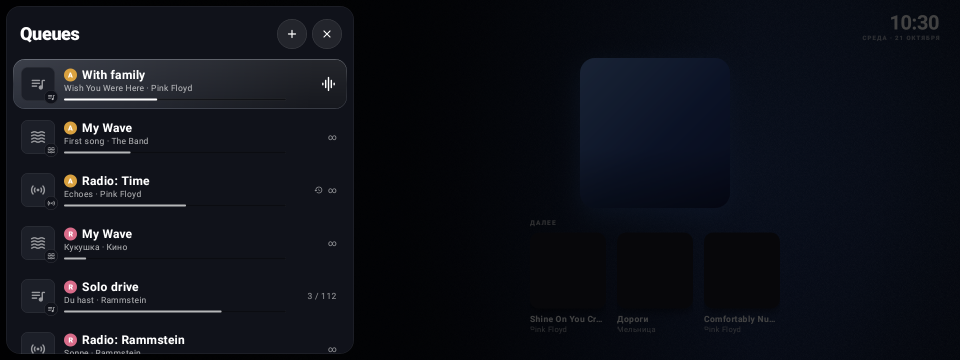 Queues
A With family
Wish You Were Here · Pink Floyd
A My Wave
First song · The Band
∞
A Radio: Time
Echoes · Pink Floyd
∞
R My Wave
Кукушка · Кино
∞
R Solo drive
Du hast · Rammstein
3 / 112
R Radio: Rammstein
Sonne · Rammstein
∞
10:30
СРЕДА · 21 ОКТЯБРЯ
ДАЛЕЕ
Shine On You Cr...
Pink Floyd
Дороги
Мельница
Comfortably Nu...
Pink Floyd